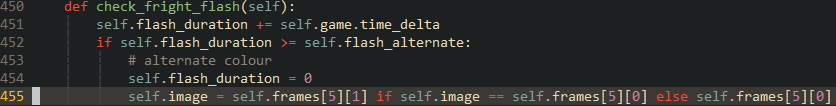 450 def check_fright_flash(self):
451 self.flash_duration += self.game.time_delta
452 if self.flash_duration >= self.flash_alternate:
453 # alternate colour
454 self.flash_duration = 0
455 self.image = self.frames[5][1] if self.image == self.frames[5][0] else self.frames[5][0]